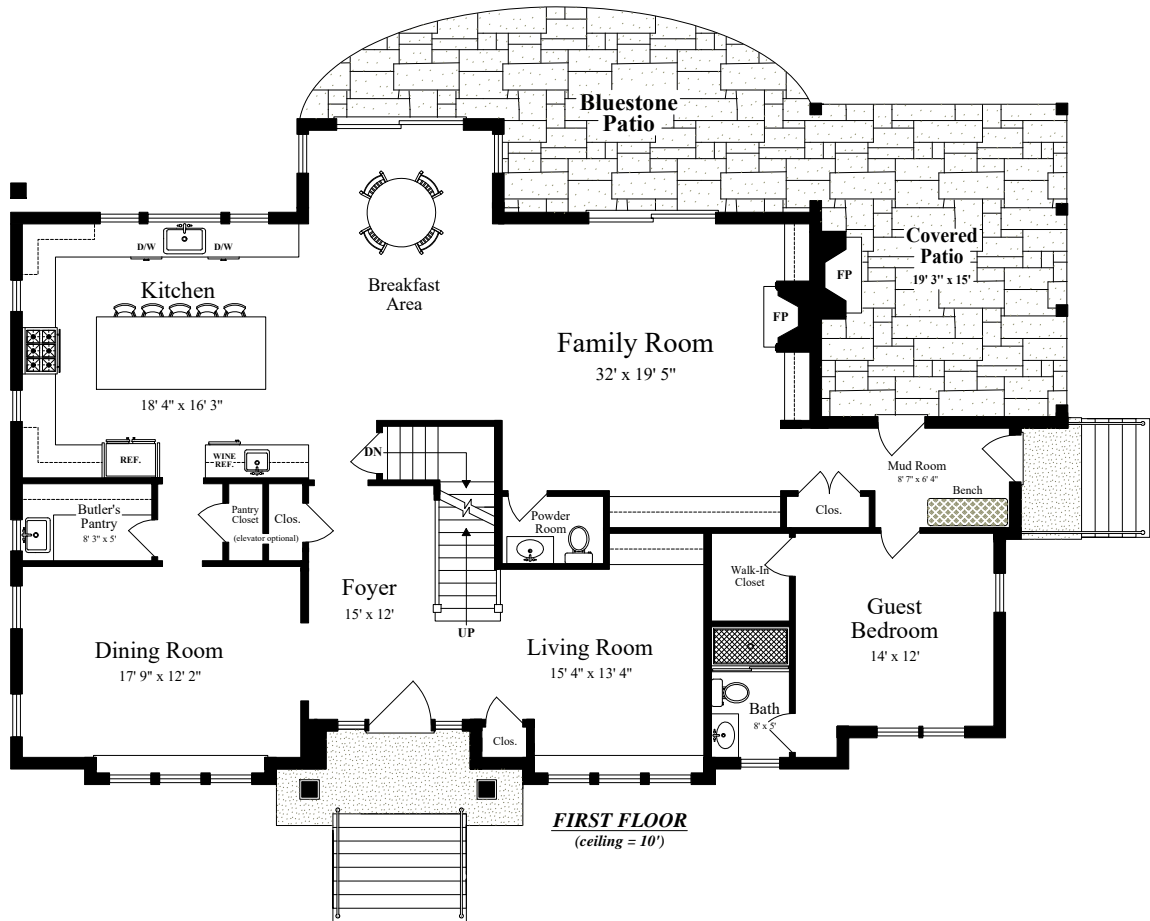 Bluestone
Patio
Covered
Patio
19' 3" x 15'
FP
FP
D/W
D/W
Kitchen
18' 4" x 16' 3"
Breakfast
Area
Family Room
32' x 19' 5"
REF.
WINE
REF.
DN
Mud Room
8' 7" x 6' 4"
Bench
Butler's
Pantry
8' 3" x 5'
Pantry
Closet
Clos.
(elevator optional)
Powder
Room
Clos.
Walk-In
Closet
Foyer
15' x 12'
UP
Guest
Bedroom
14' x 12'
Dining Room
17' 9" x 12' 2"
Living Room
15' 4" x 13' 4"
Bath
8' x 5'
Clos.
FIRST FLOOR
(ceiling = 10')